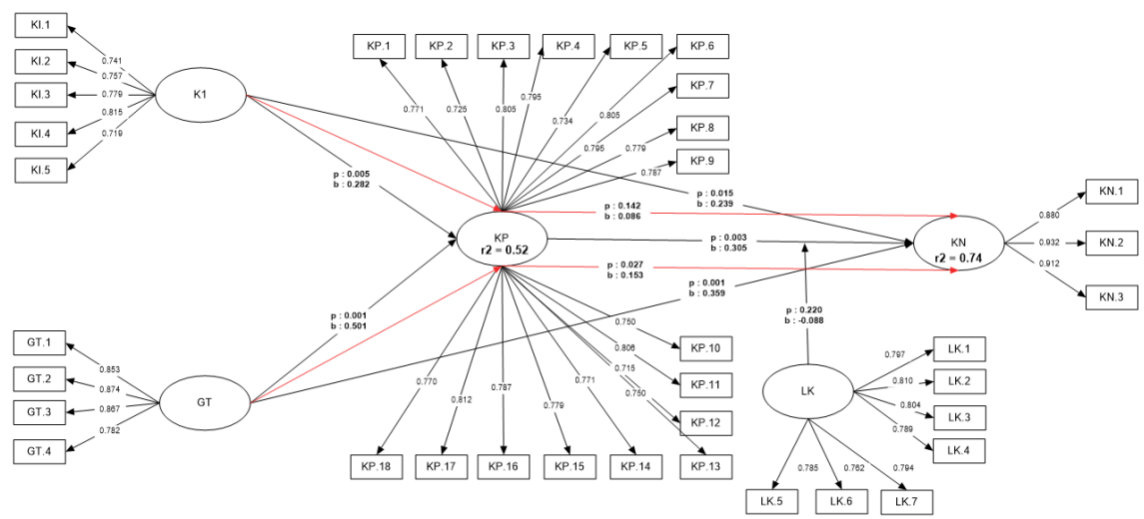 KI.1
KI.2
KI.3
KI.4
KI.5
0.741
0.757
0.779
0.815
0.719
K1
KP.1
KP.2
KP.3
KP.4
KP.5
KP.6
KP.7
KP.8
KP.9
0.771
0.725
0.805
0.795
0.734
0.805
0.795
0.779
0.787
p : 0.005
b : 0.282
p : 0.015
b : 0.239
p : 0.142
b : 0.086
KP
r2 = 0.52
p : 0.003
b : 0.305
KN
r2 = 0.74
0.880
0.932
0.912
KN.1
KN.2
KN.3
p : 0.027
b : 0.153
p : 0.001
b : 0.359
p : 0.001
b : 0.501
p : 0.220
b : -0.088
GT.1
GT.2
GT.3
GT.4
0.853
0.874
0.867
0.782
GT
0.750
0.806
0.715
0.750
0.771
0.779
0.787
0.812
0.770
KP.10
KP.11
KP.12
KP.18
KP.17
KP.16
KP.15
KP.14
KP.13
LK
0.797
0.810
0.804
0.789
LK.1
LK.2
LK.3
LK.4
0.785
0.762
0.794
LK.5
LK.6
LK.7